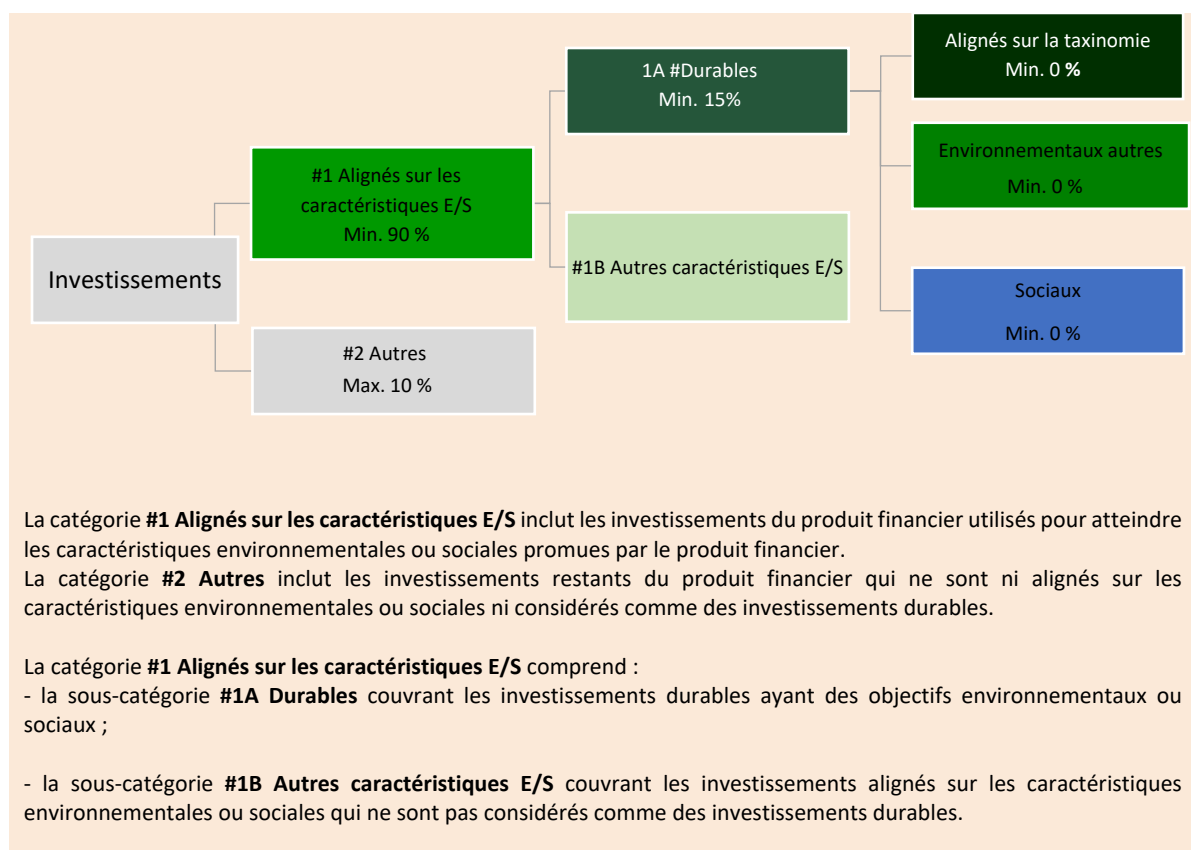 Alignés sur la taxinomie
Min. 0 %
1A #Durables
Min. 15%
Environnementaux autres
Min. 0 %
#1 Alignés sur les
caractéristiques E/S
Min. 90 %
Investissements
#1B Autres caractéristiques E/S
Sociaux
Min. 0 %
#2 Autres
Max. 10 %
La catégorie #1 Alignés sur les caractéristiques E/S inclut les investissements du produit financier utilisés pour atteindre
les caractéristiques environnementales ou sociales promues par le produit financier.
La catégorie #2 Autres inclut les investissements restants du produit financier qui ne sont ni alignés sur les
caractéristiques environnementales ou sociales ni considérés comme des investissements durables.
La catégorie #1 Alignés sur les caractéristiques E/S comprend :
- la sous-catégorie #1A Durables couvrant les investissements durables ayant des objectifs environnementaux ou
sociaux ;
- la sous-catégorie #1B Autres caractéristiques E/S couvrant les investissements alignés sur les caractéristiques
environnementales ou sociales qui ne sont pas considérés comme des investissements durables.